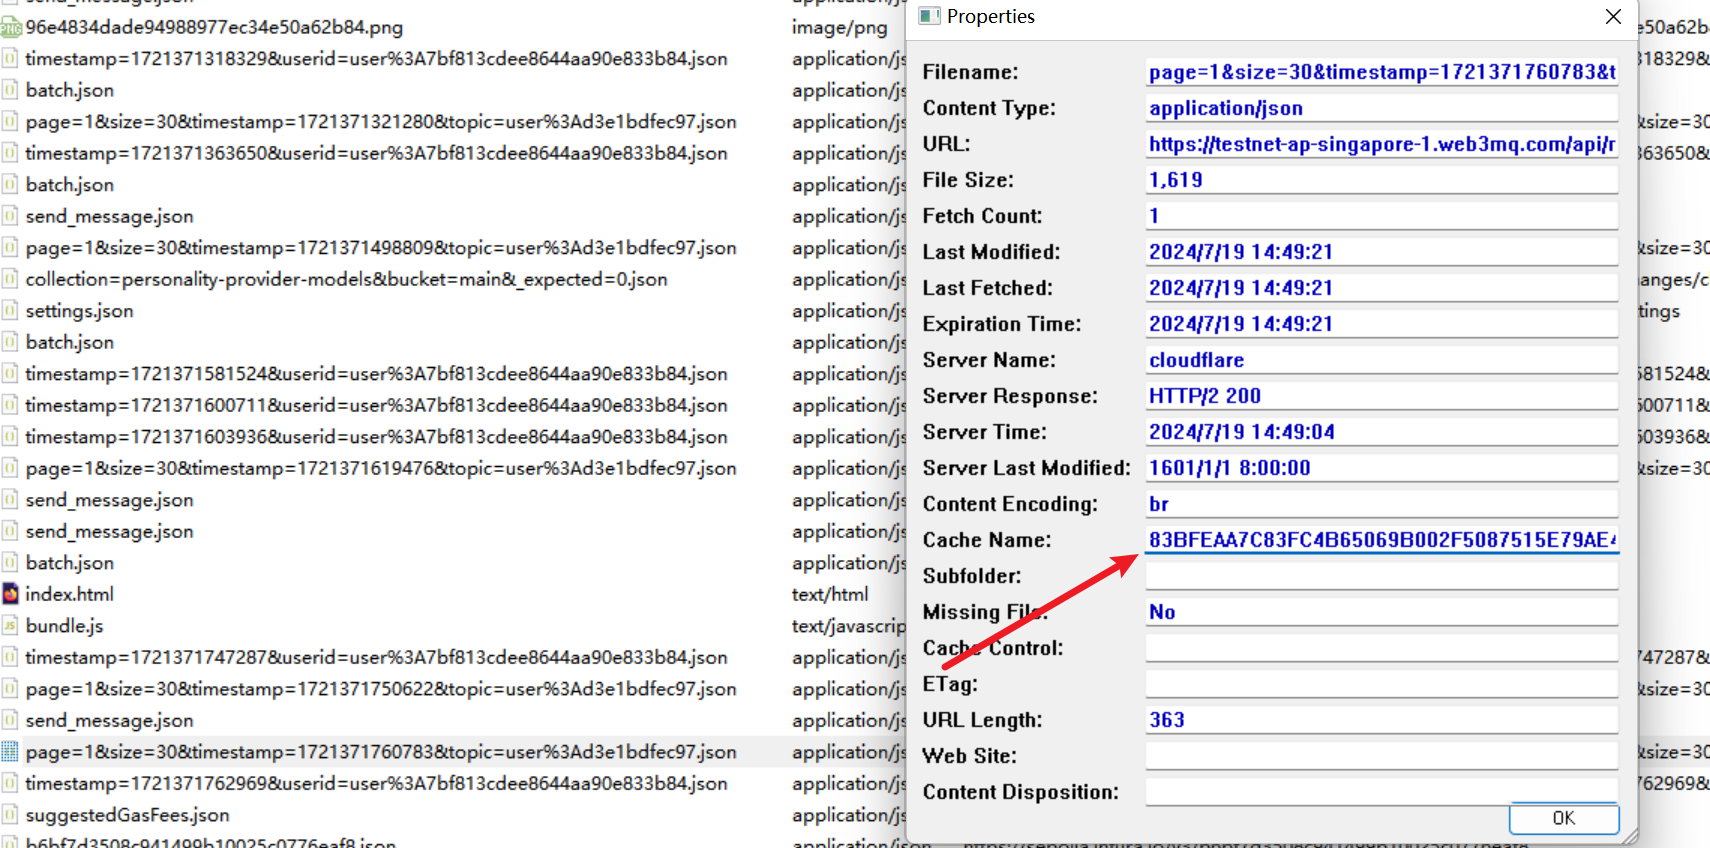 send_message.json
96e4834dade94988977ec34e50a62b84.png image/png
timestamp=1721371318329&userid=user%3A7bf813cdee8644aa90e833b84.json application/js 318329&
batch.json application/js
page=1&size=30&timestamp=1721371321280&topic=user%3Ad3e1bdfec97.json application/js &size=30
timestamp=1721371363650&userid=user%3A7bf813cdee8644aa90e833b84.json application/js 363650&
batch.json application/js
send_message.json application/js
page=1&size=30&timestamp=1721371498809&topic=user%3Ad3e1bdfec97.json application/js &size=30
collection=personality-provider-models&bucket=main&_expected=0.json application/js anges/c
settings.json application/js tings
batch.json application/js
timestamp=1721371581524&userid=user%3A7bf813cdee8644aa90e833b84.json application/js 581524&
timestamp=1721371600711&userid=user%3A7bf813cdee8644aa90e833b84.json application/js 600711&
timestamp=1721371603936&userid=user%3A7bf813cdee8644aa90e833b84.json application/js 603936&
page=1&size=30&timestamp=1721371619476&topic=user%3Ad3e1bdfec97.json application/js &size=30
send_message.json application/js
send_message.json application/js
batch.json application/js
index.html text/html
bundle.js text/javascrip
timestamp=1721371747287&userid=user%3A7bf813cdee8644aa90e833b84.json application/js 747287&
page=1&size=30&timestamp=1721371750622&topic=user%3Ad3e1bdfec97.json application/js &size=30
send_message.json application/js
page=1&size=30&timestamp=1721371760783&topic=user%3Ad3e1bdfec97.json application/js &size=30
timestamp=1721371762969&userid=user%3A7bf813cdee8644aa90e833b84.json application/js 762969&
suggestedGasFees.json application/js
b6bf7d3508c941499b10025c0776eaf8.json application/json
Properties
Filename: page=1&size=30&timestamp=1721371760783&t
Content Type: application/json
URL: https://testnet-ap-singapore-1.web3mq.com/api/r
File Size: 1,619
Fetch Count: 1
Last Modified: 2024/7/19 14:49:21
Last Fetched: 2024/7/19 14:49:21
Expiration Time: 2024/7/19 14:49:21
Server Name: cloudflare
Server Response: HTTP/2 200
Server Time: 2024/7/19 14:49:04
Server Last Modified: 1601/1/1 8:00:00
Content Encoding: br
Cache Name: 83BFEAA7C83FC4B65069B002F5087515E79AE4
Subfolder:
Missing File: No
Cache Control:
ETag:
URL Length: 363
Web Site:
Content Disposition:
OK